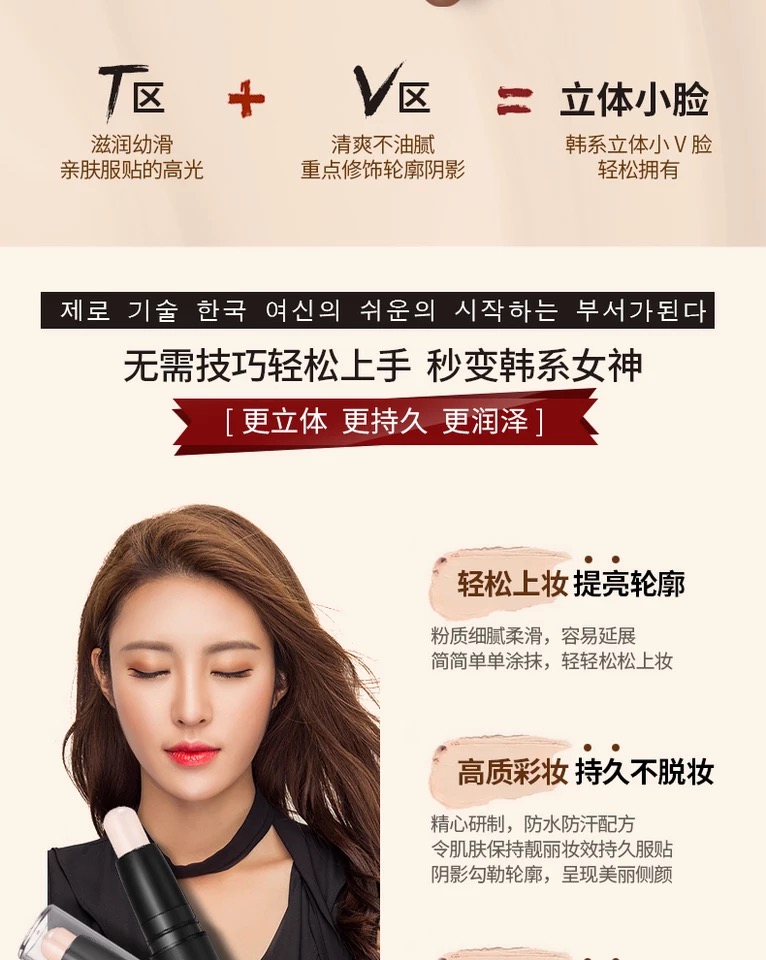 T区 + V区 = 立体小脸
滋润幼滑
亲肤服贴的高光
清爽不油腻
重点修饰轮廓阴影
韩系立体小V脸
轻松拥有
제로 기술 한국 여신의 쉬운의 시작하는 부서가된다
无需技巧轻松上手 秒变韩系女神
[ 更立体 更持久 更润泽 ]
轻松上妆 提亮轮廓
粉质细腻柔滑，容易延展
简简单单涂抹，轻轻松松上妆
高质彩妆 持久不脱妆
精心研制，防水防汗配方
令肌肤保持靓丽妆效持久服贴
阴影勾勒轮廓，呈现美丽侧颜